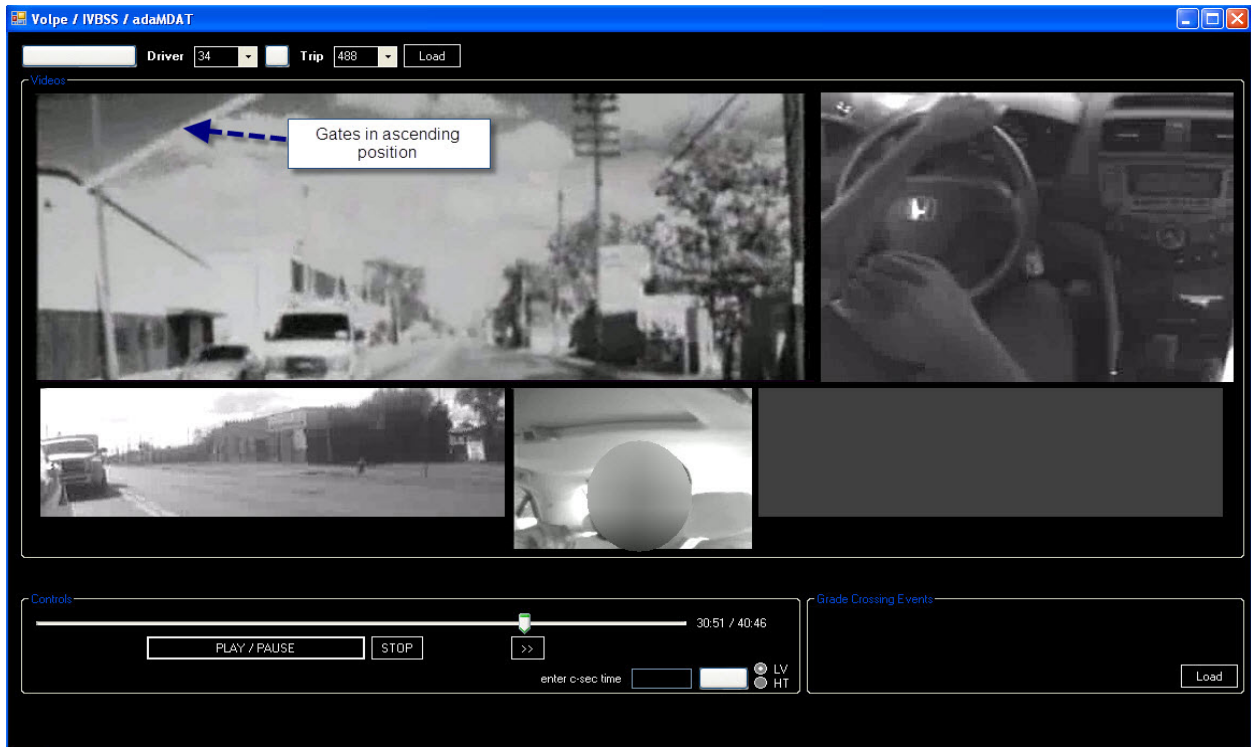 Volpe / IVBSS / adaMDAT
Driver 34 Trip 488 Load
Videos
Gates in ascending
position
Controls
30:51 / 40:46
PLAY / PAUSE STOP >>
enter c-sec time LV
HT
Grade Crossing Events
Load